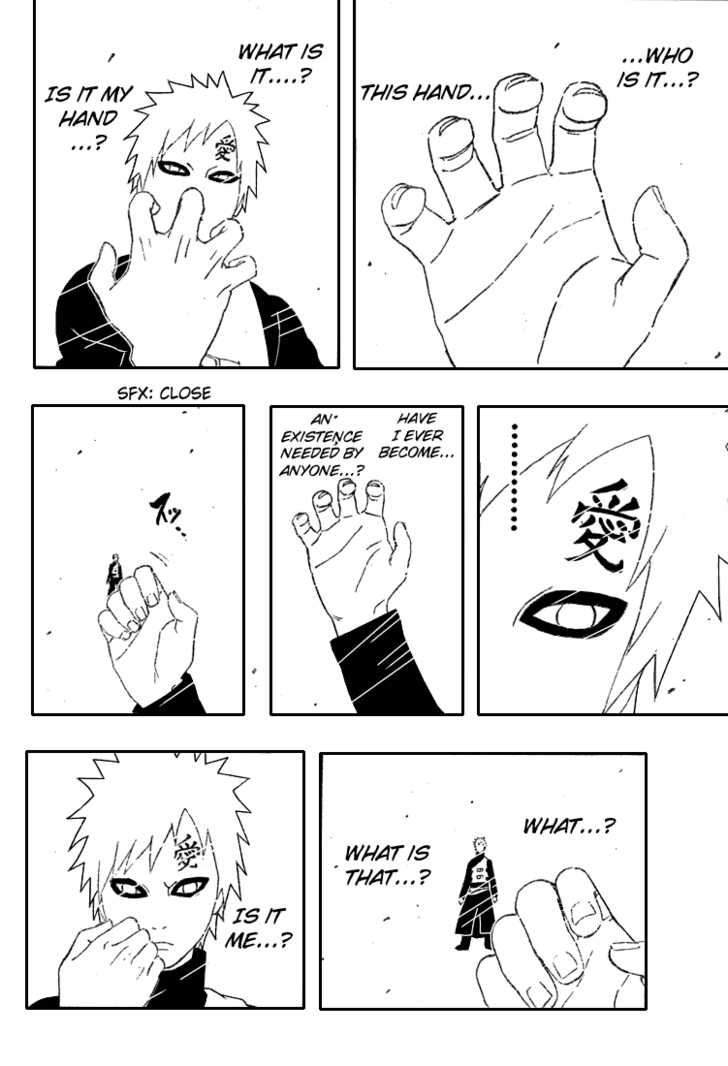 ...WHO
IS IT...?
THIS HAND...
WHAT IS
IT....?
IS IT MY
HAND
...?
愛
..........
愛
HAVE
I EVER
BECOME...
AN
EXISTENCE
NEEDED BY
ANYONE...?
SFX: CLOSE
スッ...
WHAT...?
WHAT IS
THAT...?
愛
IS IT
ME...?